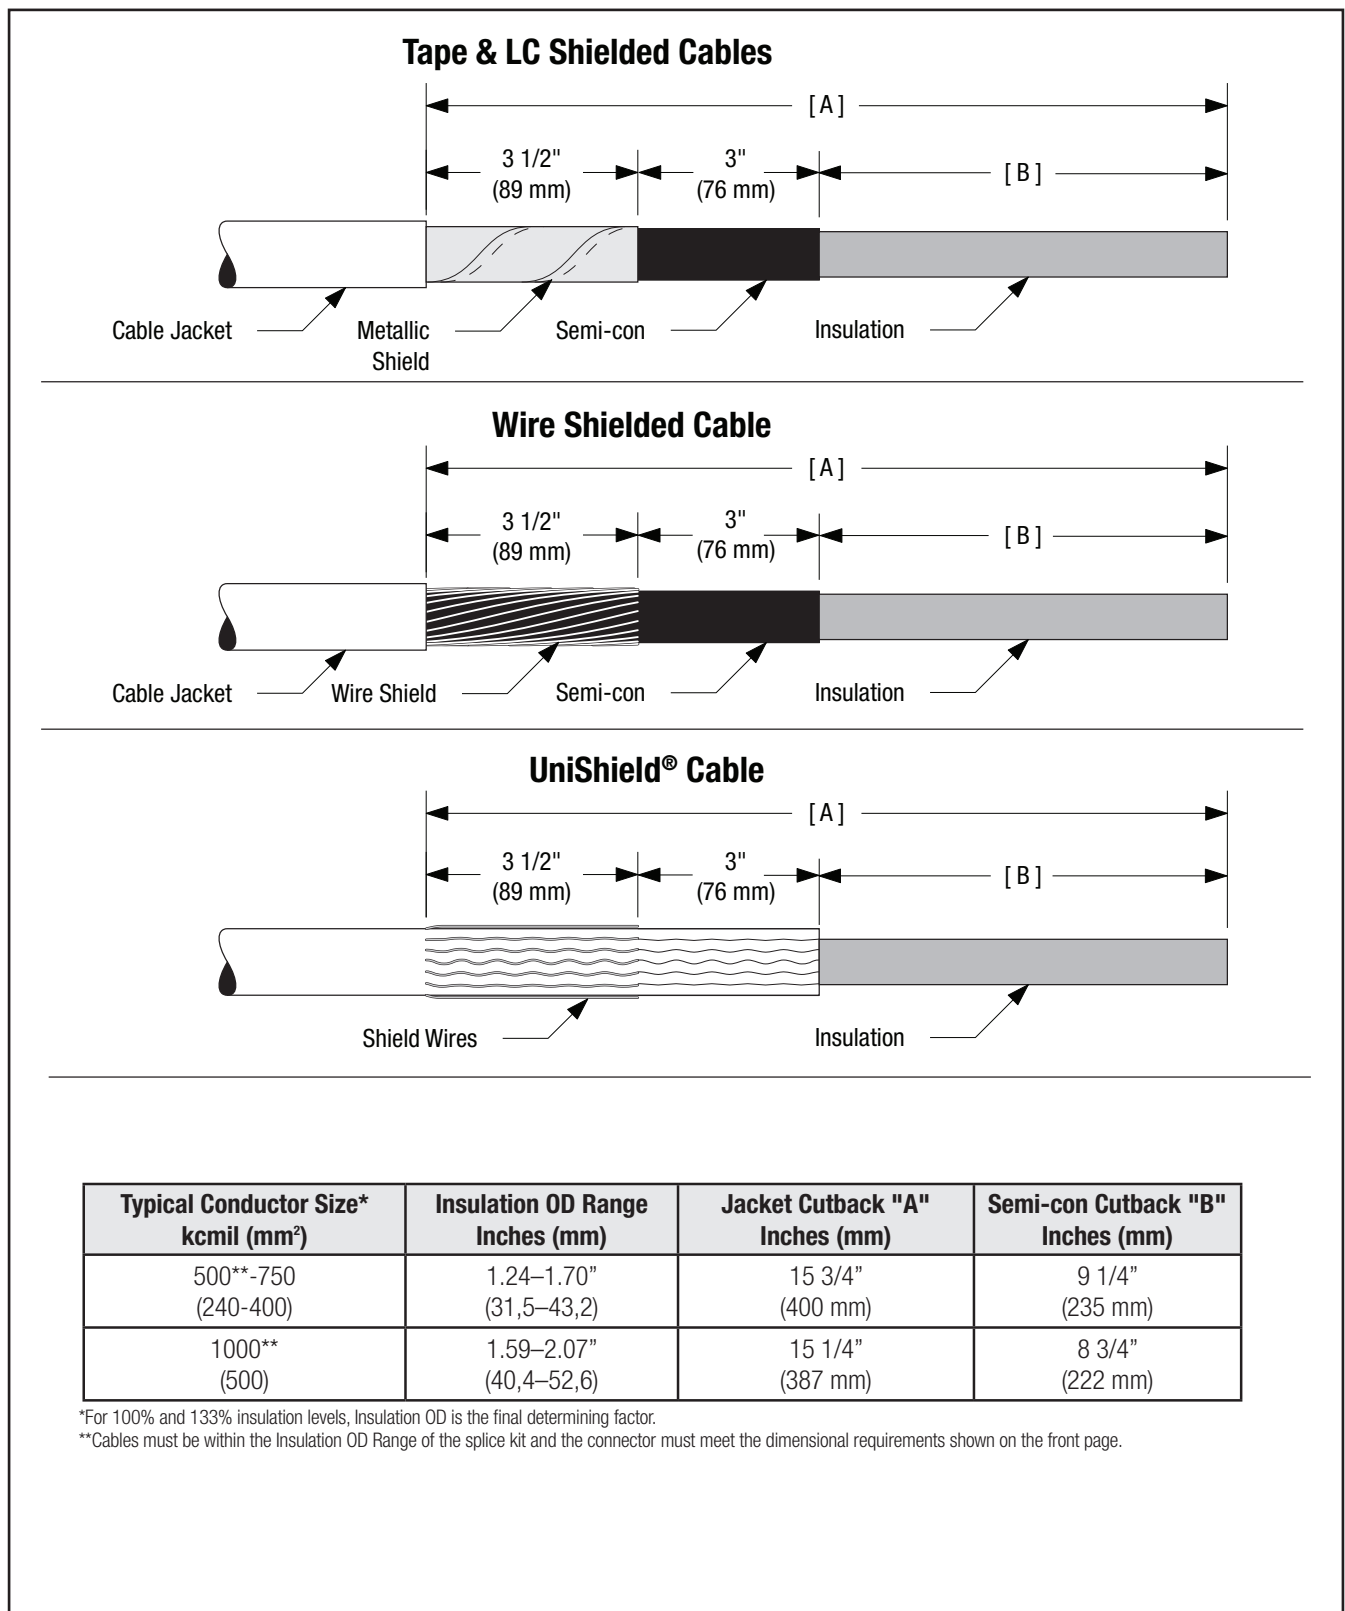 Tape & LC Shielded Cables
[ A ]
3 1/2" 3" [ B ]
(89 mm) (76 mm)
Cable Jacket Metallic Shield Semi-con Insulation
Wire Shielded Cable
[ A ]
3 1/2" 3" [ B ]
(89 mm) (76 mm)
Cable Jacket Wire Shield Semi-con Insulation
UniShield® Cable
[ A ]
3 1/2" 3" [ B ]
(89 mm) (76 mm)
Shield Wires Insulation
Typical Conductor Size* Insulation OD Range Jacket Cutback "A" Semi-con Cutback "B"
kcmil (mm²) Inches (mm) Inches (mm) Inches (mm)
500**-750 1.24–1.70” 15 3/4” 9 1/4”
(240-400) (31,5–43,2) (400 mm) (235 mm)
1000** 1.59–2.07” 15 1/4” 8 3/4”
(500) (40,4–52,6) (387 mm) (222 mm)
*For 100% and 133% insulation levels, Insulation OD is the final determining factor.
**Cables must be within the Insulation OD Range of the splice kit and the connector must meet the dimensional requirements shown on the front page.